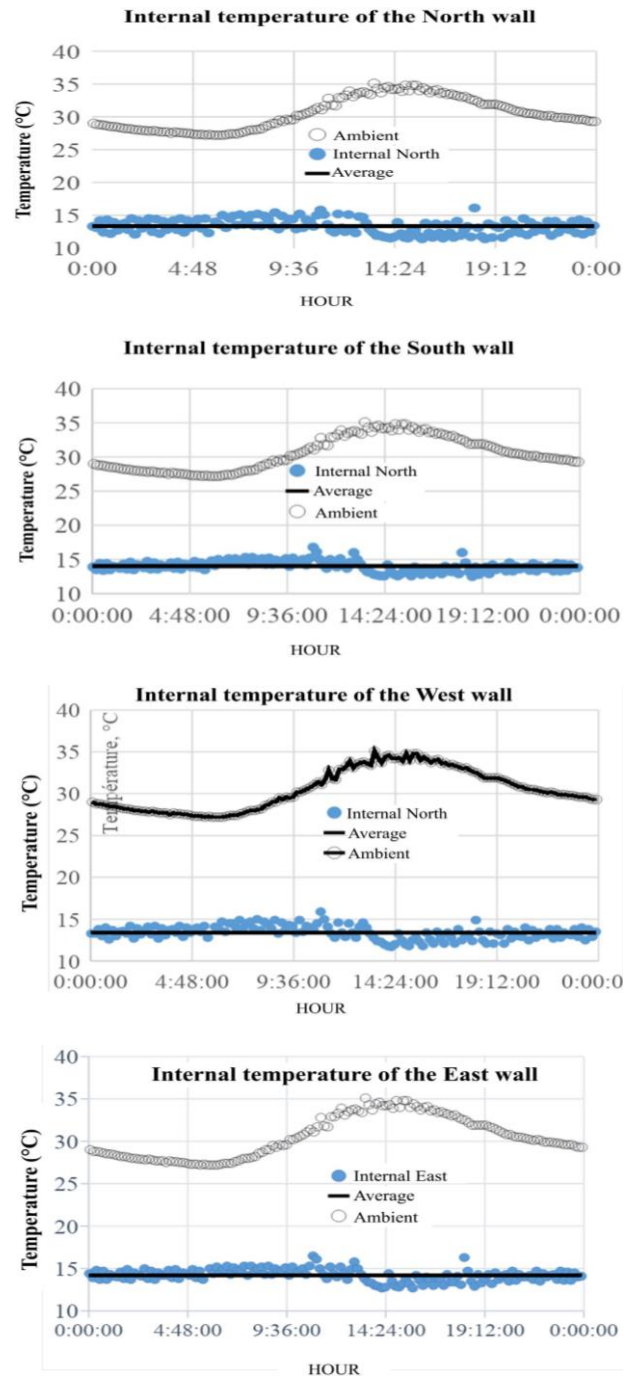 Internal temperature of the North wall
40
35
30
25
20
15
10
Temperature (°C)
Ambient
Internal North
Average
0:00 4:48 9:36 14:24 19:12 0:00
HOUR
Internal temperature of the South wall
40
35
30
25
20
15
10
Temperature (°C)
Internal North
Average
Ambient
0:00:00 4:48:00 9:36:00 14:24:00 19:12:00 0:00:00
HOUR
Internal temperature of the West wall
40
35
30
25
20
15
10
Temperature (°C)
Température, °C
Internal North
Average
Ambient
0:00:00 4:48:00 9:36:00 14:24:00 19:12:00 0:00:00
HOUR
Internal temperature of the East wall
40
35
30
25
20
15
10
Temperature (°C)
Internal East
Average
Ambient
0:00:00 4:48:00 9:36:00 14:24:00 19:12:00 0:00:00
HOUR